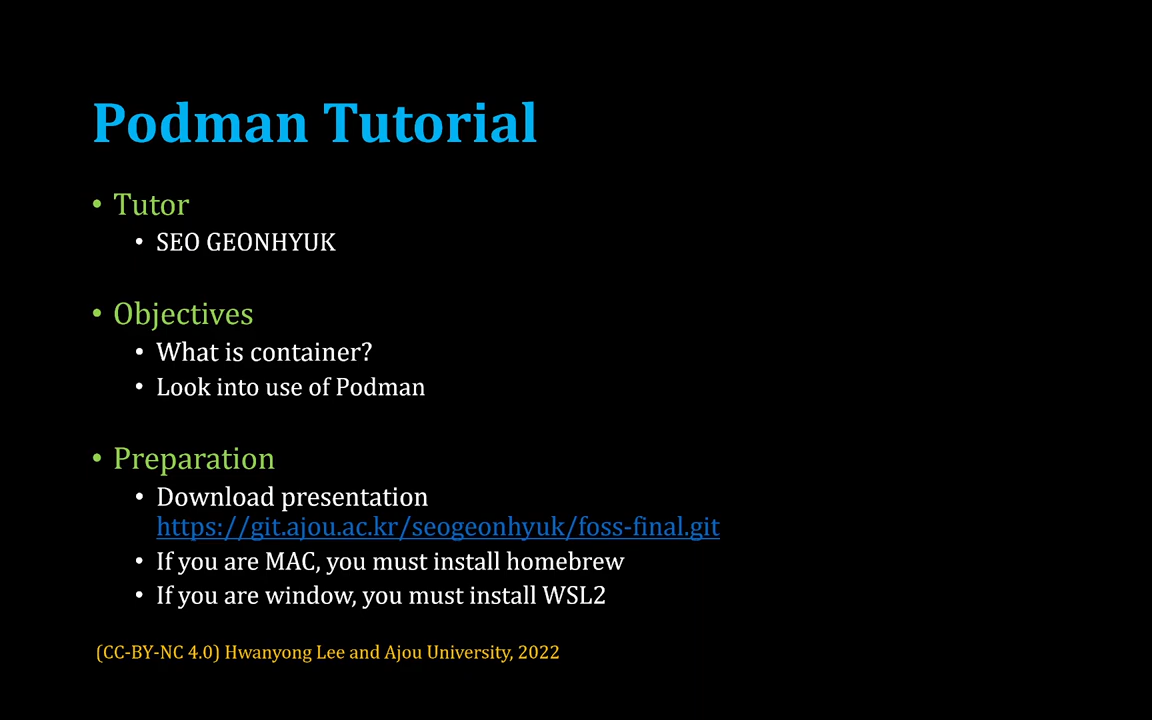 Podman Tutorial
• Tutor
• SEO GEONHYUK
• Objectives
• What is container?
• Look into use of Podman
• Preparation
• Download presentation
https://git.ajou.ac.kr/seogeonhyuk/foss-final.git
• If you are MAC, you must install homebrew
• If you are window, you must install WSL2
(CC-BY-NC 4.0) Hwanyong Lee and Ajou University, 2022